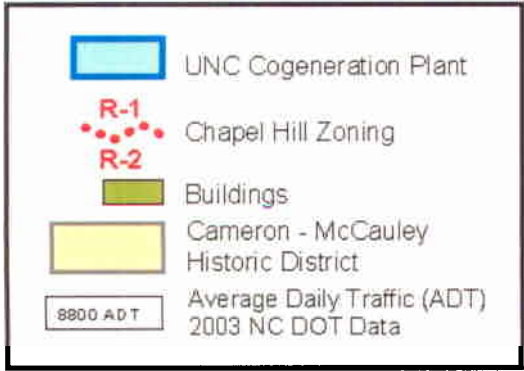 UNC Cogeneration Plant
R-1
Chapel Hill Zoning
R-2
Buildings
Cameron - McCauley
Historic District
8800 ADT
Average Daily Traffic (ADT)
2003 NC DOT Data